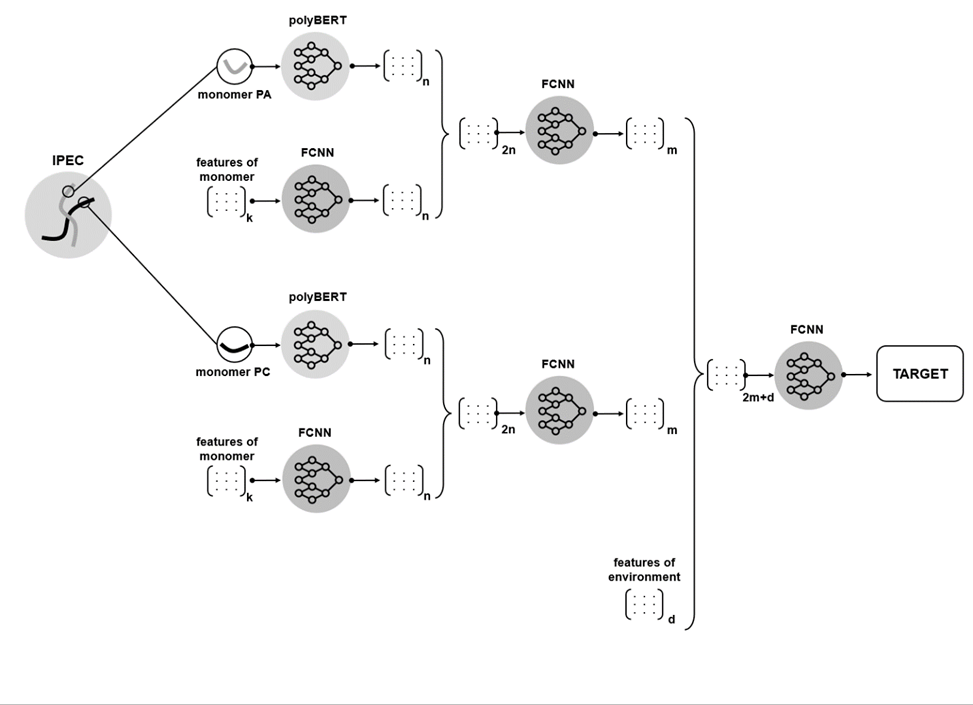 polyBERT
n
monomer PA
FCNN
2n
m
IPEC
features of
monomer
k
FCNN
n
polyBERT
n
monomer PC
FCNN
2n
m
features of
monomer
k
FCNN
n
features of
environment
d
2m+d
FCNN
TARGET